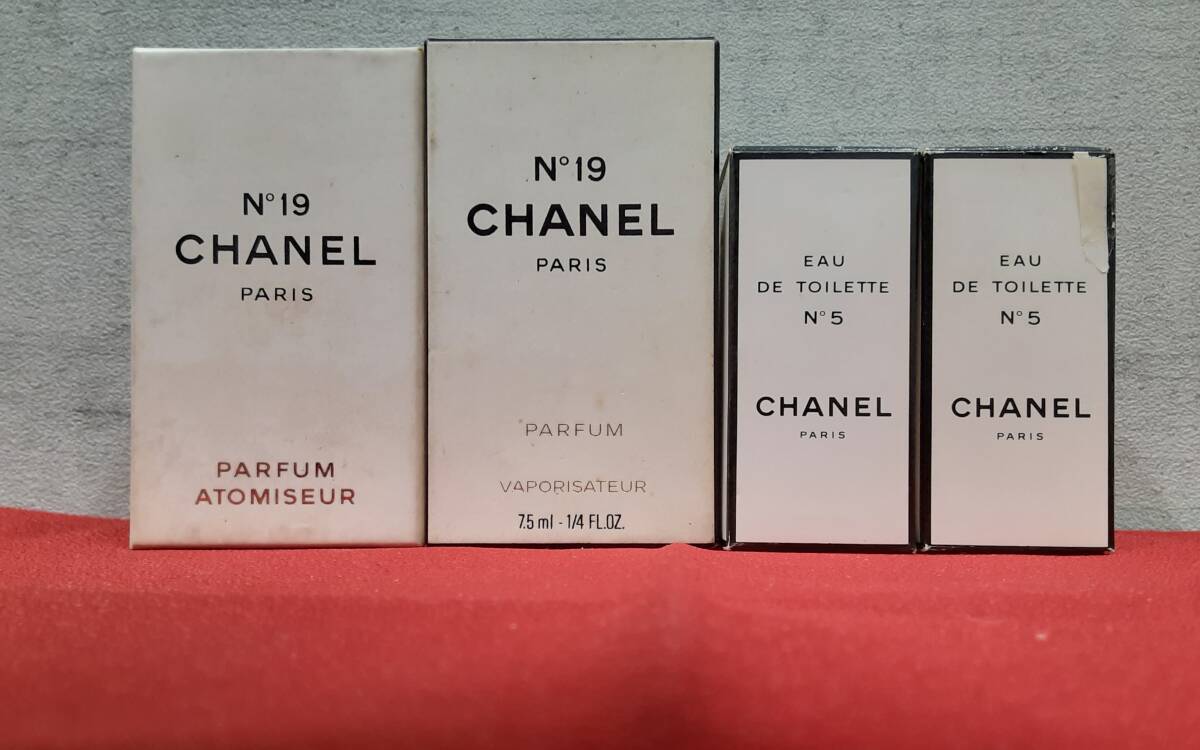 N°19
CHANEL
PARIS
PARFUM
ATOMISEUR
N°19
CHANEL
PARIS
PARFUM
VAPORISATEUR
7.5 ml - 1/4 FL.OZ.
EAU
DE TOILETTE
N°5
CHANEL
PARIS
EAU
DE TOILETTE
N°5
CHANEL
PARIS